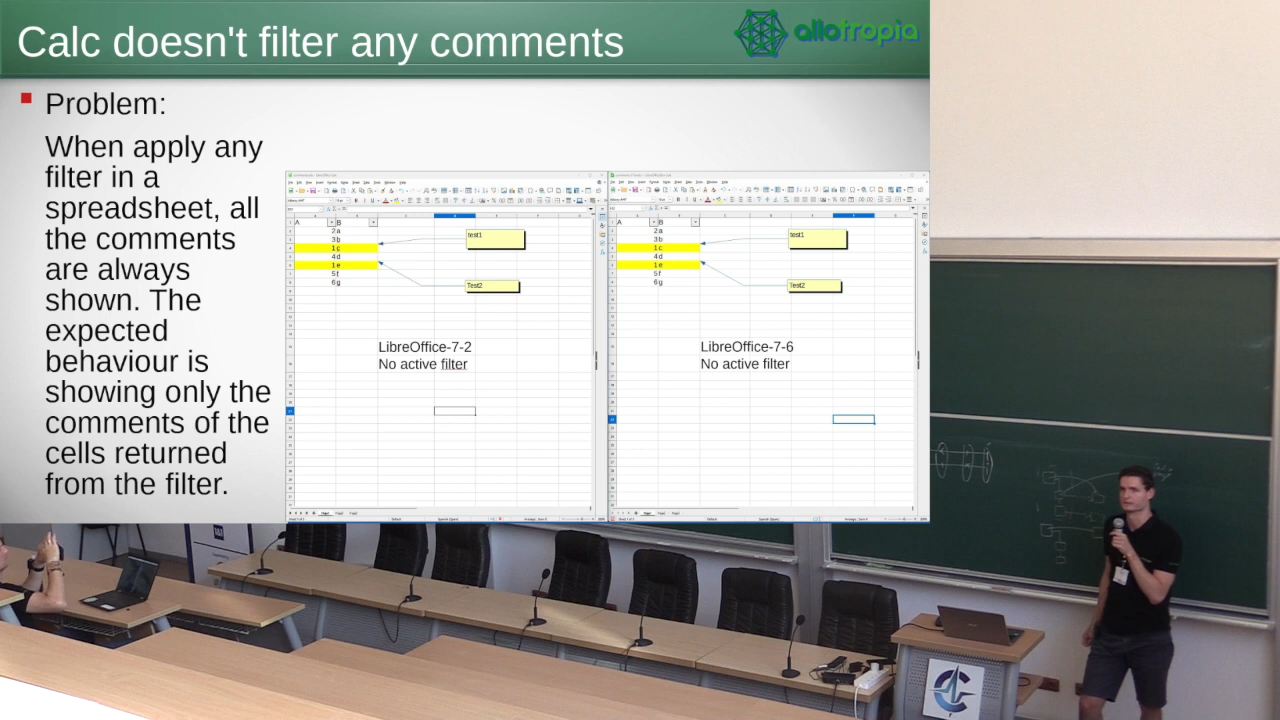 Calc doesn't filter any comments
allotropia
Problem:
When apply any
filter in a
spreadsheet, all
the comments
are always
shown. The
expected
behaviour is
showing only the
comments of the
cells returned
from the filter.
A B
2 a
3 b
1 c
4 d
1 e
5 f
6 g
test1
Test2
LibreOffice-7-2
No active filter
A B
2 a
3 b
1 c
4 d
1 e
5 f
6 g
test1
Test2
LibreOffice-7-6
No active filter